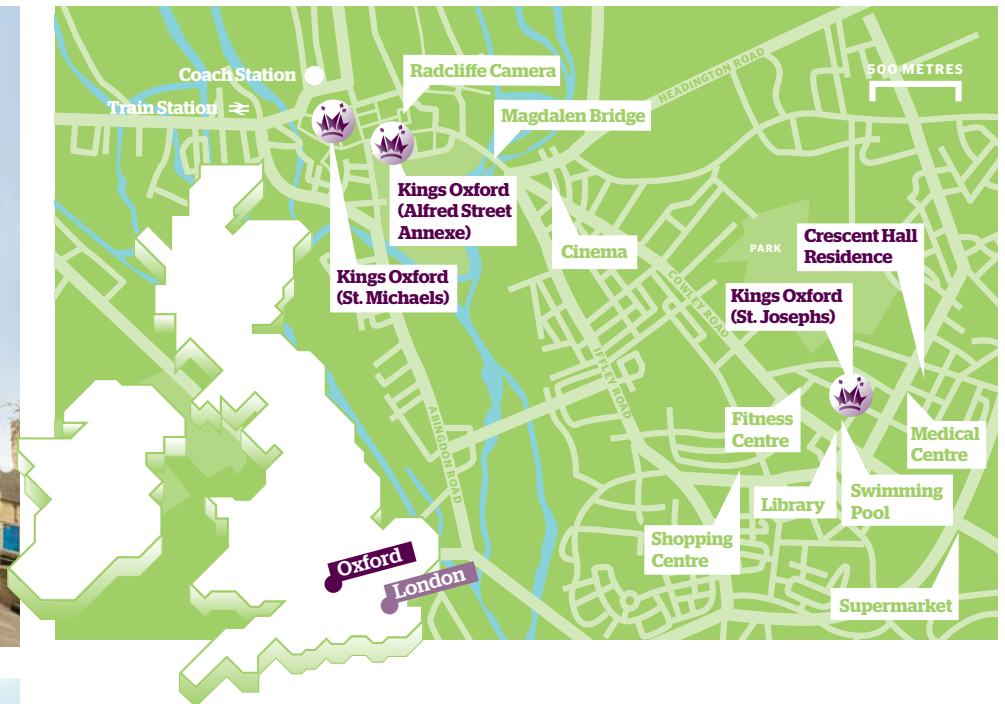 Coach Station
Train Station
Radcliffe Camera
Magdalen Bridge
HEADINGTON ROAD
500 METRES
Kings Oxford
(Alfred Street
Annexe)
Kings Oxford
(St. Michaels)
Cinema
PARK
Crescent Hall
Residence
Kings Oxford
(St. Josephs)
COWLEY ROAD
IFFLEY ROAD
ABINGDON ROAD
Fitness
Centre
Medical
Centre
Library
Swimming
Pool
Shopping
Centre
Supermarket
Oxford
London